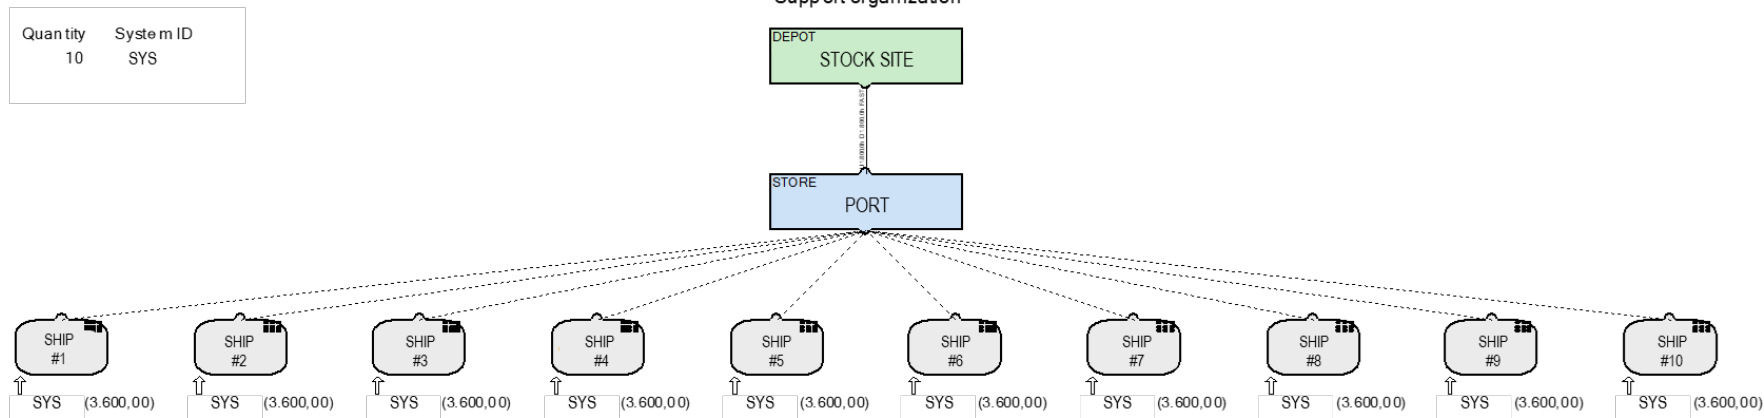 Support organization
Quantity System ID
10 SYS
DEPOT
STOCK SITE
STORE
PORT
SHIP
#1
SHIP
#2
SHIP
#3
SHIP
#4
SHIP
#5
SHIP
#6
SHIP
#7
SHIP
#8
SHIP
#9
SHIP
#10
SYS (3.600,00)
SYS (3.600,00)
SYS (3.600,00)
SYS (3.600,00)
SYS (3.600,00)
SYS (3.600,00)
SYS (3.600,00)
SYS (3.600,00)
SYS (3.600,00)
SYS (3.600,00)